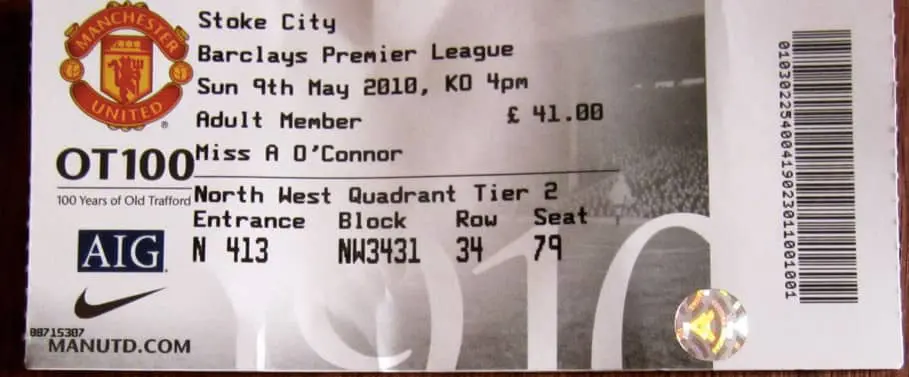 MANCHESTER
UNITED
®
OT100
100 Years of Old Trafford
AIG
00715307
MANUTD.COM
Stoke City
Barclays Premier League
Sun 9th May 2010, KO 4pm
Adult Member £ 41.00
Miss A O'Connor
North West Quadrant Tier 2
Entrance Block Row Seat
N 413 NW3431 34 79
1910
01030225400419023011001001